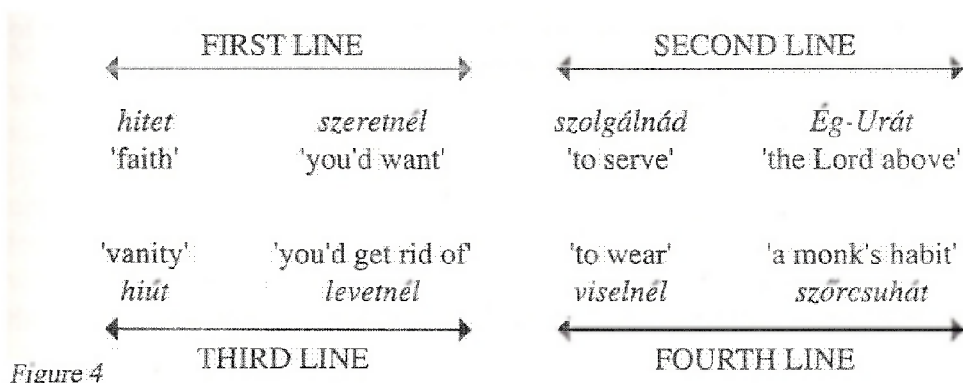 FIRST LINE SECOND LINE
hitet szeretnél szolgálnád Ég-Urát
'faith' 'you'd want' 'to serve' 'the Lord above'
'vanity' 'you'd get rid of' 'to wear' 'a monk's habit'
hiút levetnél viselnél szőrcsuhát
THIRD LINE FOURTH LINE
Figure 4